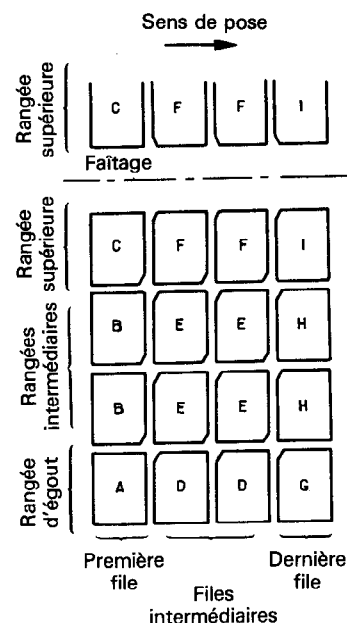 Sens de pose
Rangée
supérieure
C F F I
Faîtage
Rangée
supérieure
C F F I
Rangées
intermédiaires
B E E H
B E E H
Rangée
d'égout
A D D G
Première
file
Files
intermédiaires
Dernière
file